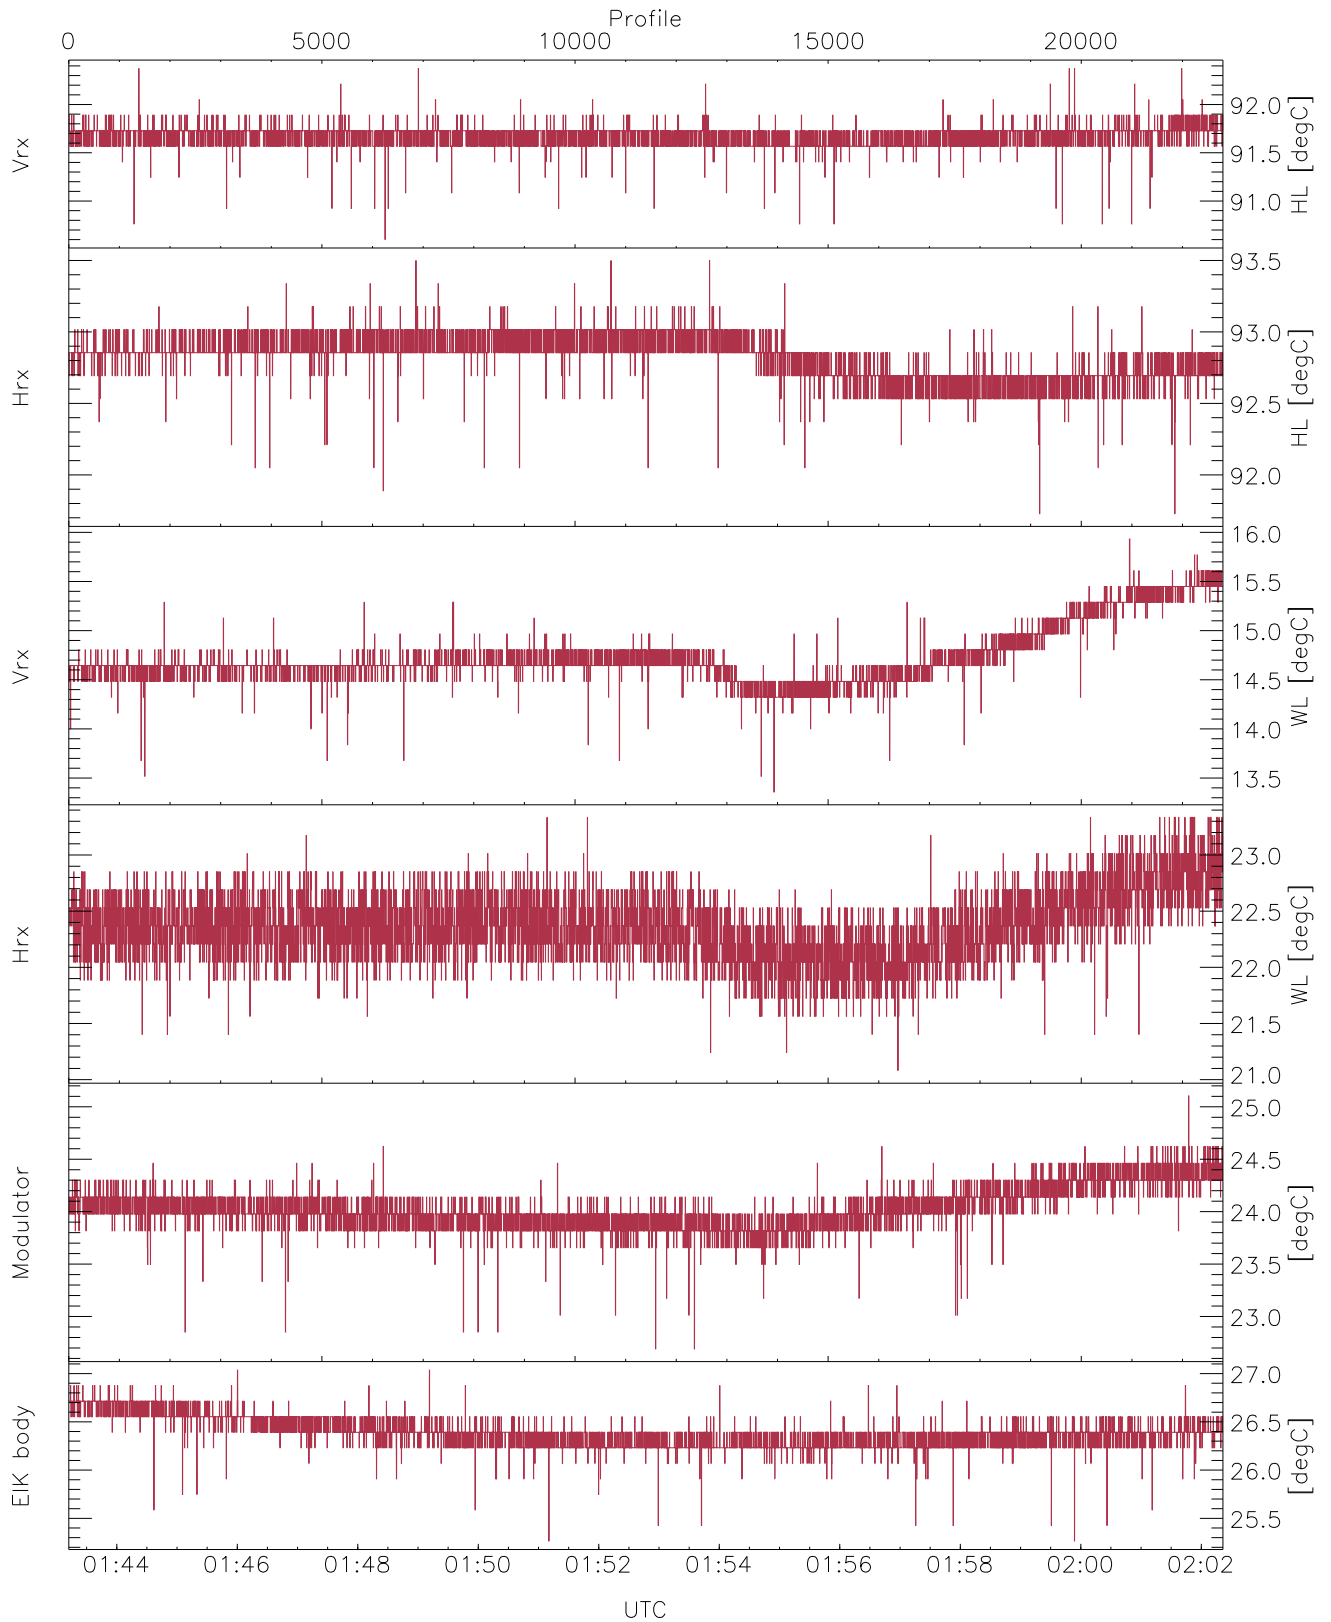 Profile
0 5000 10000 15000 20000
Vrx
92.0
91.5
91.0
HL [degC]
Hrx
93.5
93.0
92.5
92.0
HL [degC]
Vrx
16.0
15.5
15.0
14.5
14.0
13.5
WL [degC]
Hrx
23.0
22.5
22.0
21.5
21.0
WL [degC]
Modulator
25.0
24.5
24.0
23.5
23.0
[degC]
EIK body
27.0
26.5
26.0
25.5
[degC]
01:44 01:46 01:48 01:50 01:52 01:54 01:56 01:58 02:00 02:02
UTC